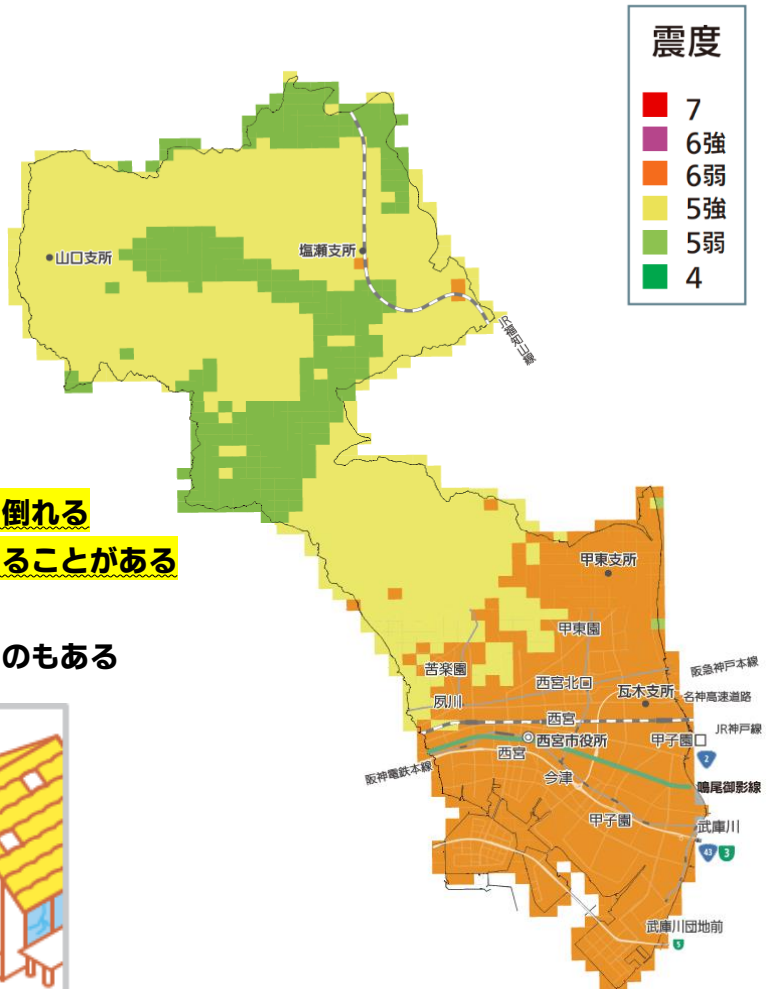 震度
7
6強
6弱
5強
5弱
4
山口支所
塩瀬支所
JR福知山線
倒れる
ることがある
のもある
甲東支所
甲東園
苦楽園
阪急神戸本線
西宮北口
瓦木支所
名神高速道路
夙川
西宮
JR神戸線
西宮市役所
甲子園口
2
西宮
阪神電鉄本線
今津
鳴尾御影線
甲子園
武庫川
43
3
武庫川団地前
5